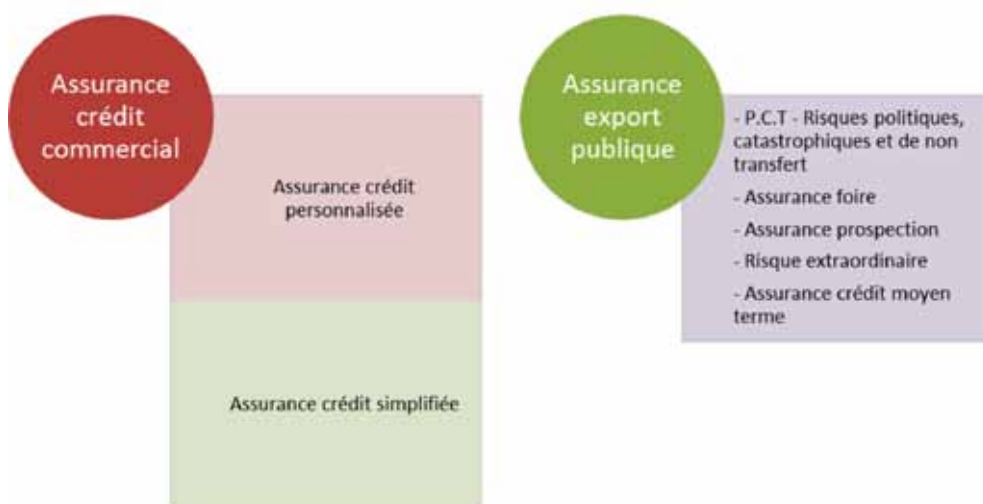 Assurance
crédit
commercial
Assurance crédit
personnalisée
Assurance crédit simplifiée
Assurance
export
publique
- P.C.T - Risques politiques,
catastrophiques et de non
transfert
- Assurance foire
- Assurance prospection
- Risque extraordinaire
- Assurance crédit moyen
terme